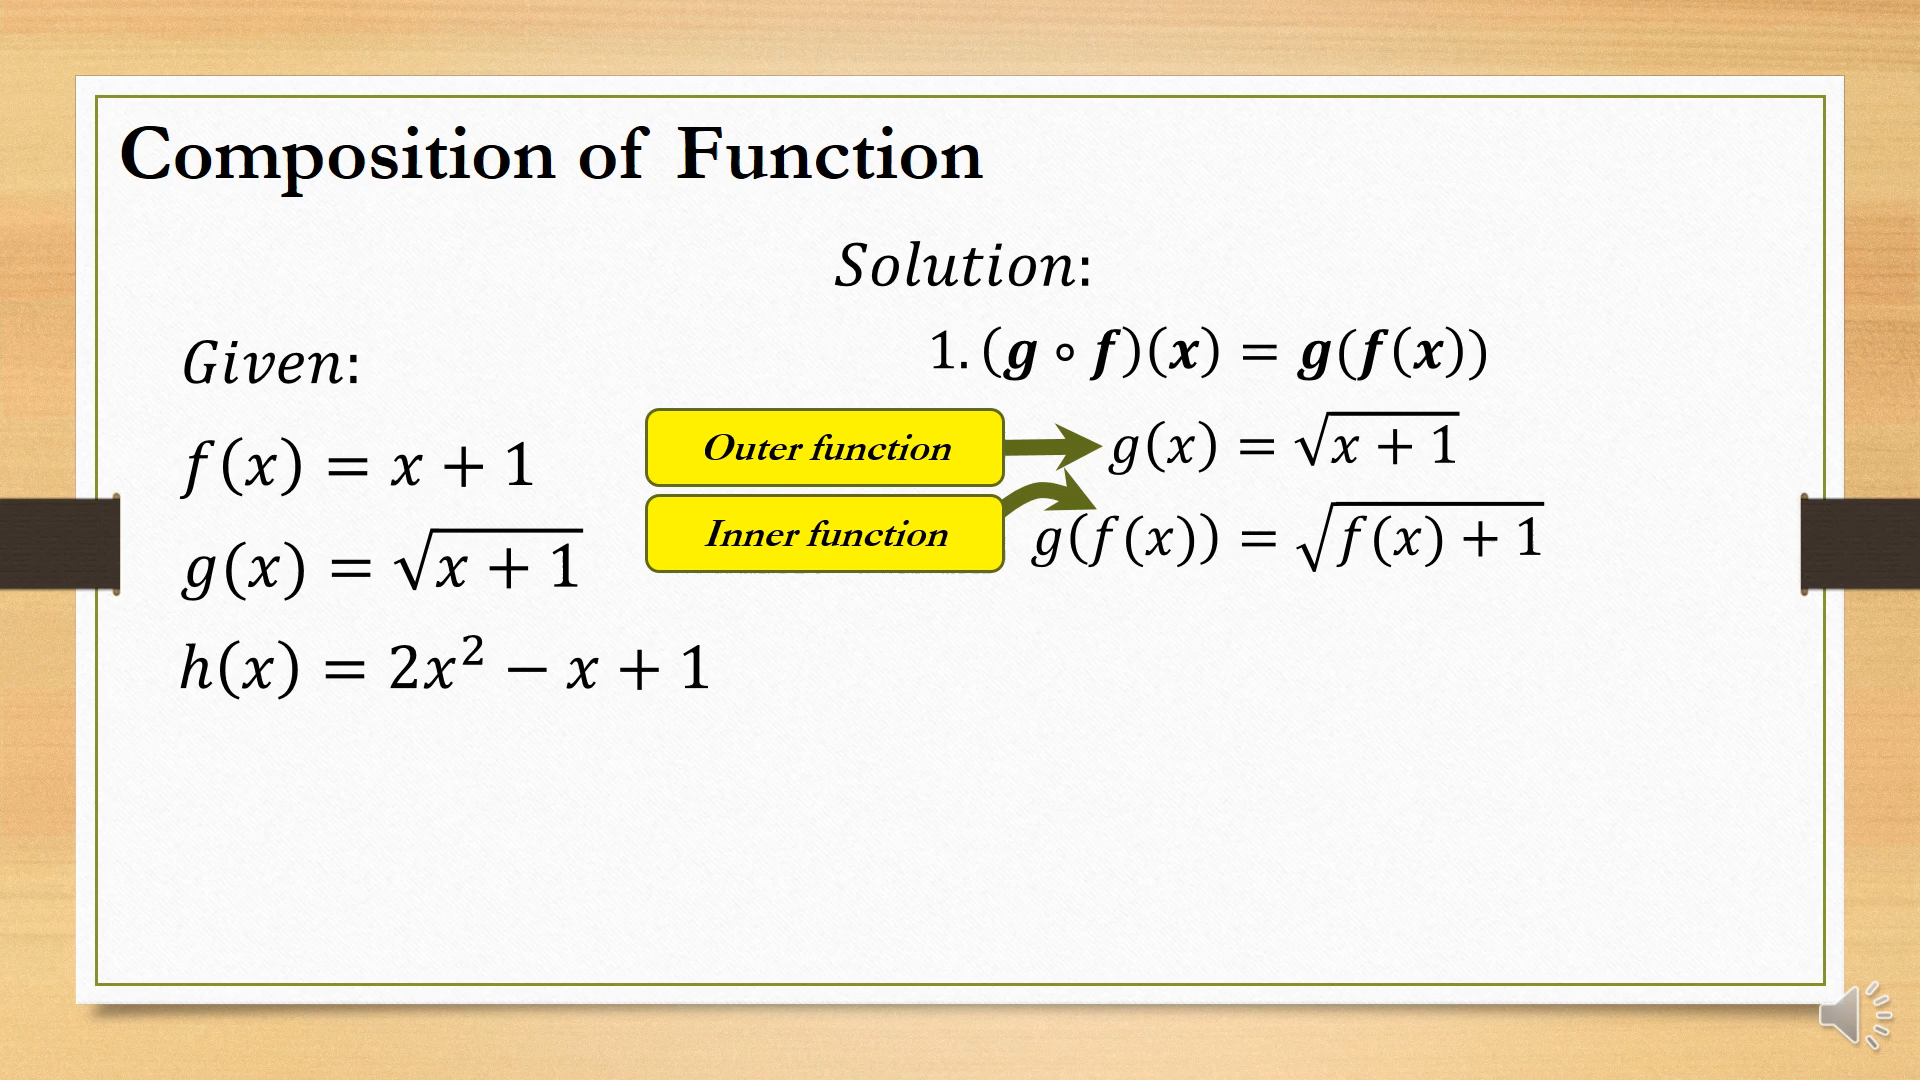 Composition of Function
Given:
f(x) = x + 1
g(x) = √(x + 1)
h(x) = 2x² − x + 1
Solution:
1. (g ∘ f)(x) = g(f(x))
Outer function
g(x) = √(x + 1)
Inner function
g(f(x)) = √(f(x) + 1)